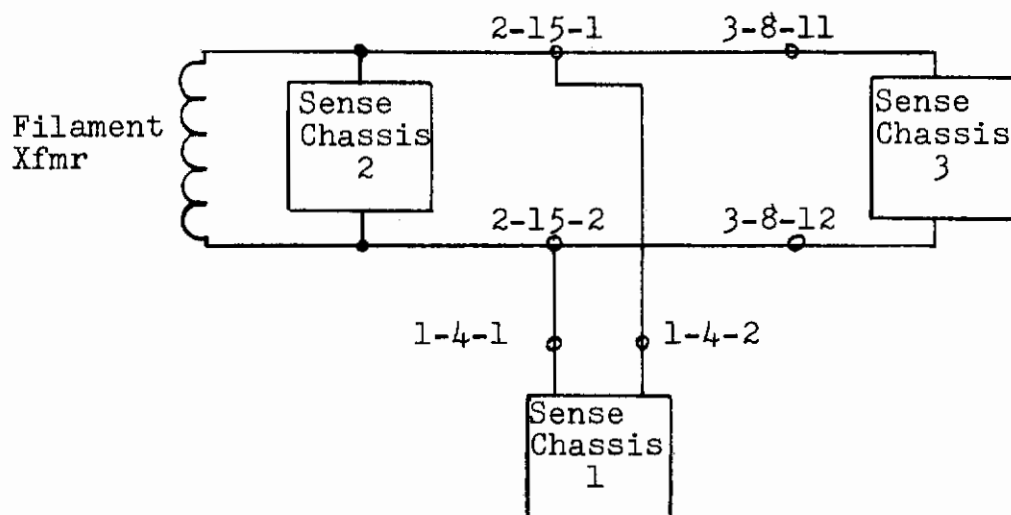 2-15-1
3-8-11
Filament
Xfmr
Sense
Chassis
2
Sense
Chassis
3
2-15-2
3-8-12
1-4-1
1-4-2
Sense
Chassis
1